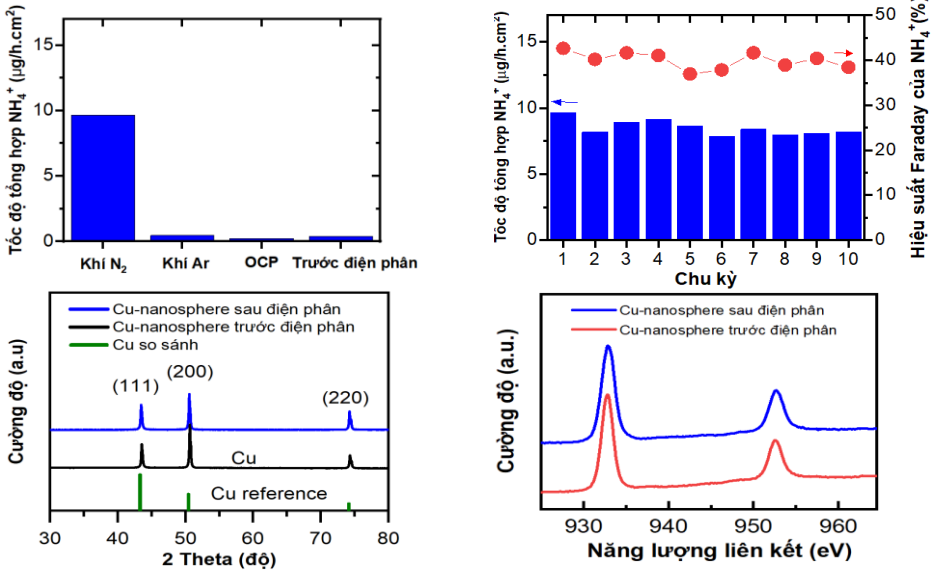 Tốc độ tổng hợp NH₄⁺ (µg/h.cm²)
15
10
5
0
Khí N₂
Khí Ar
OCP
Trước điện phân
Tốc độ tông hợp NH₄⁺ (µg/h.cm²)
15
10
5
0
1 2 3 4 5 6 7 8 9 10
Chu kỳ
50
40
30
20
10
0
Hiệu suất Faraday của NH₄⁺(%)
Cu-nanosphere sau điện phân
Cu-nanosphere trước điện phân
Cu so sánh
(111)
(200)
(220)
Cu
Cu reference
Cường độ (a.u)
30 40 50 60 70 80
2 Theta (độ)
Cu-nanosphere sau điện phân
Cu-nanosphere trước điện phân
Cường độ (a.u.)
930 940 950 960
Năng lượng liên kết (eV)